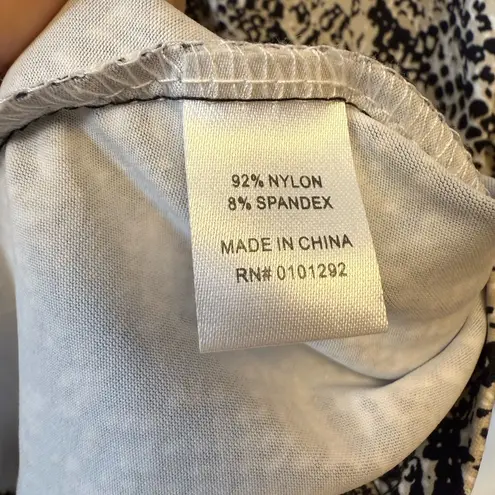 92% NYLON
8% SPANDEX
MADE IN CHINA
RN# 0101292